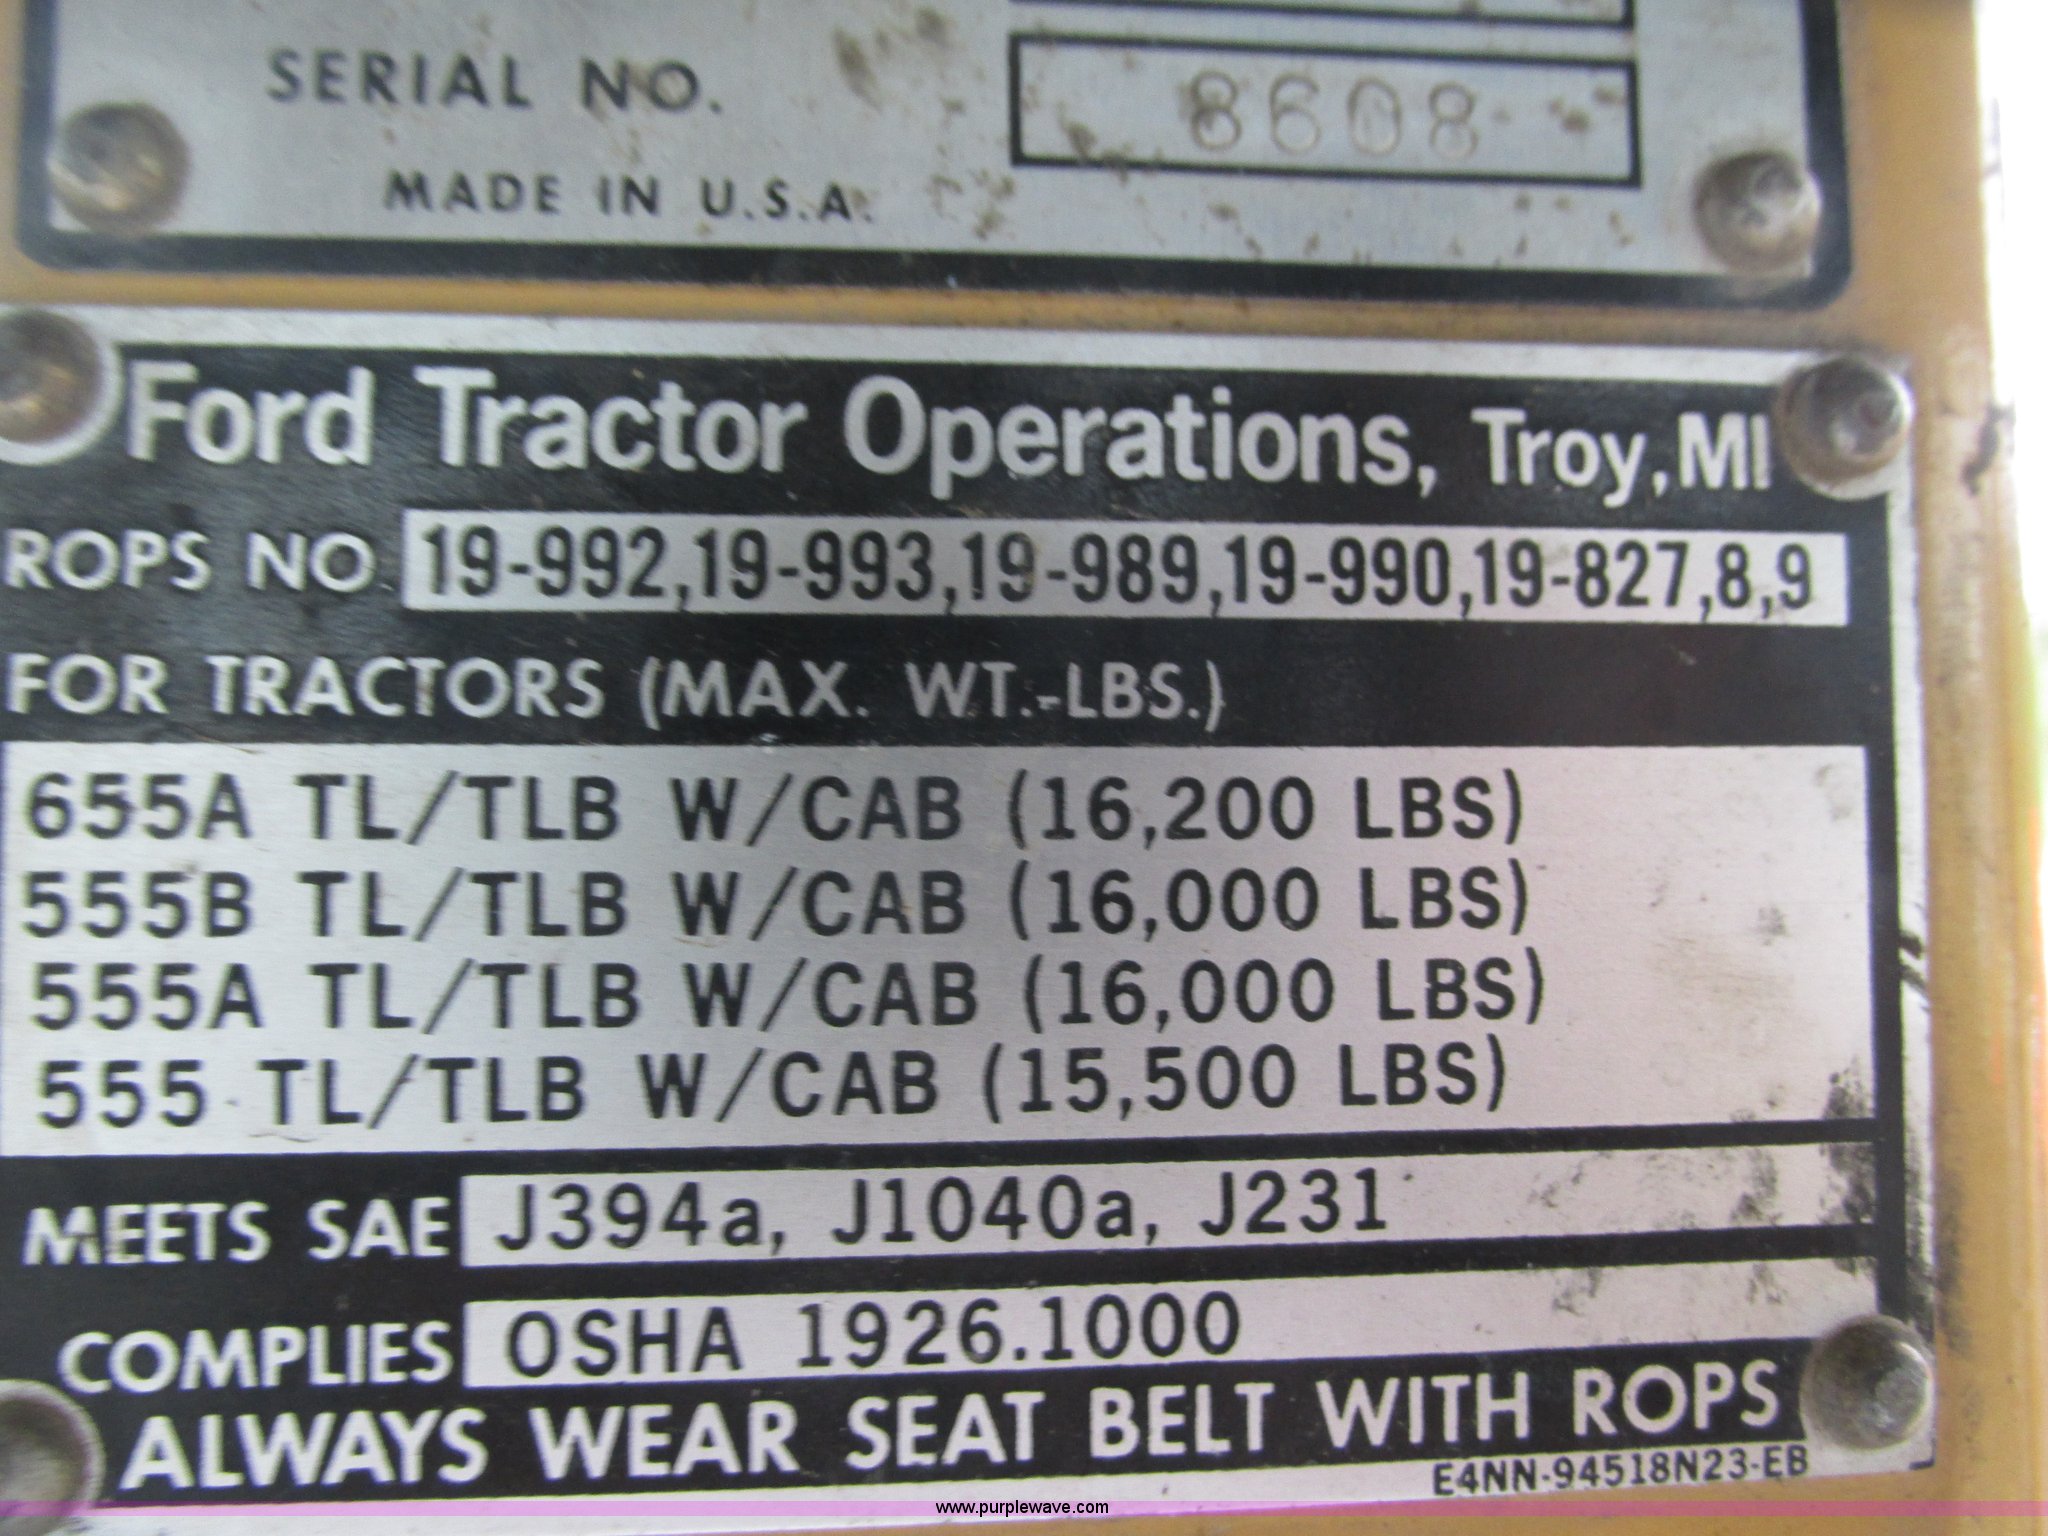 SERIAL NO. 8608
MADE IN U.S.A.
Ford Tractor Operations, Troy, MI
ROPS NO. 19-992,19-993,19-989,19-990,19-827,8,9
FOR TRACTORS (MAX. WT.-LBS.)
655A TL/TLB W/CAB (16,200 LBS)
555B TL/TLB W/CAB (16,000 LBS)
555A TL/TLB W/CAB (16,000 LBS)
555 TL/TLB W/CAB (15,500 LBS)
MEETS SAE J394a, J1040a, J231
COMPLIES OSHA 1926.1000
ALWAYS WEAR SEAT BELT WITH ROPS
E4NN-94518N23-EB
www.purplewave.com